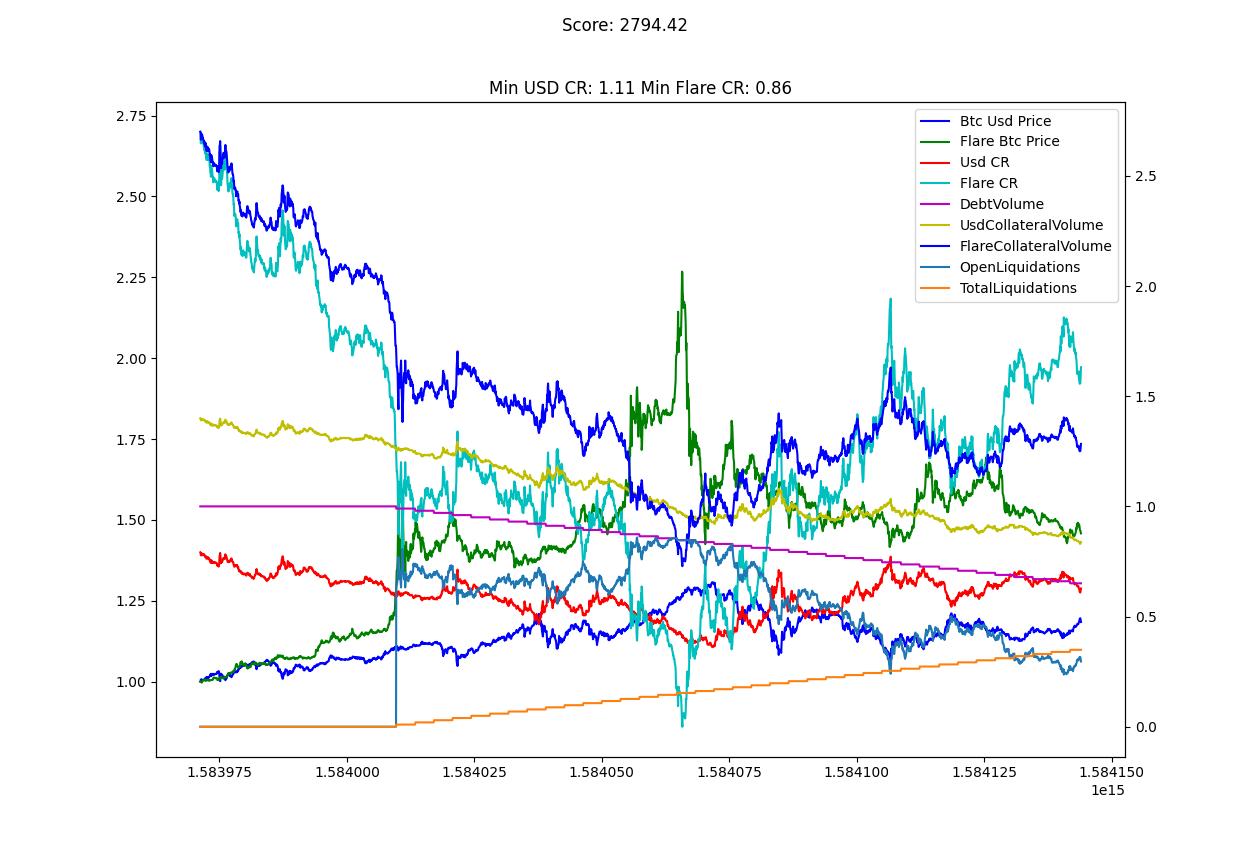 Score: 2794.42
Min USD CR: 1.11 Min Flare CR: 0.86
2.75
2.50
2.25
2.00
1.75
1.50
1.25
1.00
Btc Usd Price
Flare Btc Price
Usd CR
Flare CR
DebtVolume
UsdCollateralVolume
FlareCollateralVolume
OpenLiquidations
TotalLiquidations
2.5
2.0
1.5
1.0
0.5
0.0
1.583975 1.584000 1.584025 1.584050 1.584075 1.584100 1.584125 1.584150
1e15